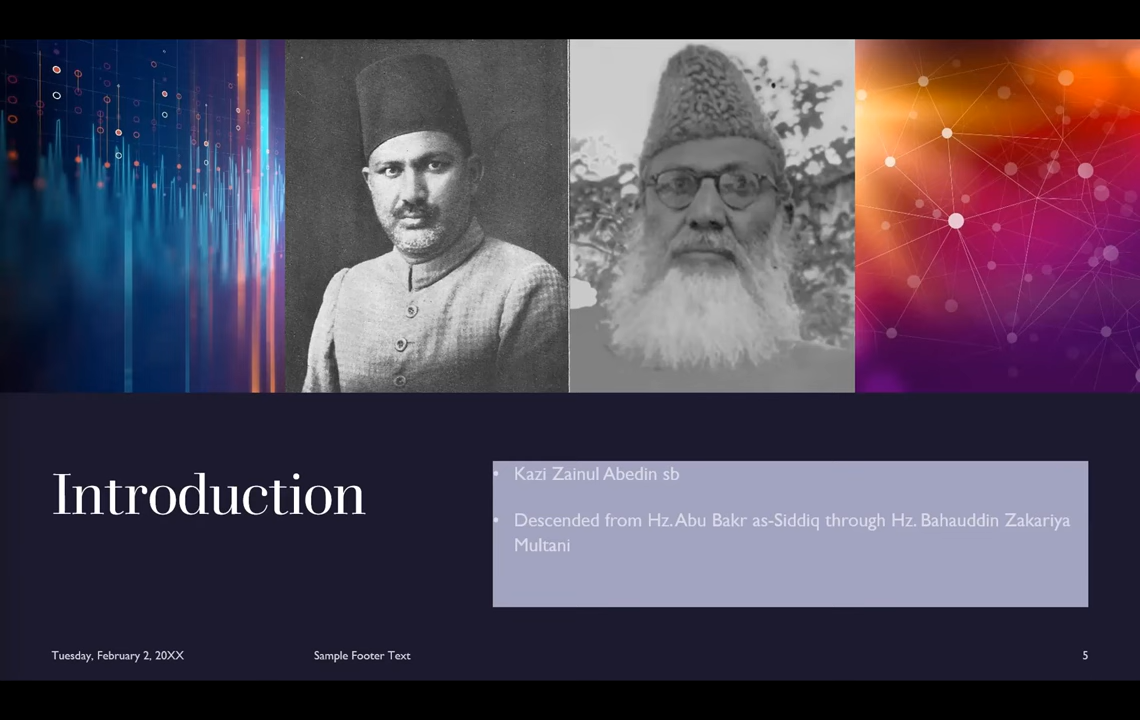 Introduction
• Kazi Zainul Abedin sb
• Descended from Hz. Abu Bakr as-Siddiq through Hz. Bahauddin Zakariya
Multani
Tuesday, February 2, 20XX
Sample Footer Text
5